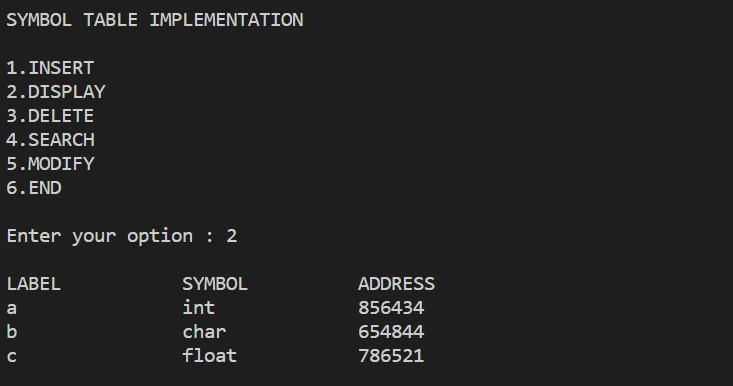 SYMBOL TABLE IMPLEMENTATION
1.INSERT
2.DISPLAY
3.DELETE
4.SEARCH
5.MODIFY
6.END
Enter your option : 2
LABEL SYMBOL ADDRESS
a int 856434
b char 654844
c float 786521